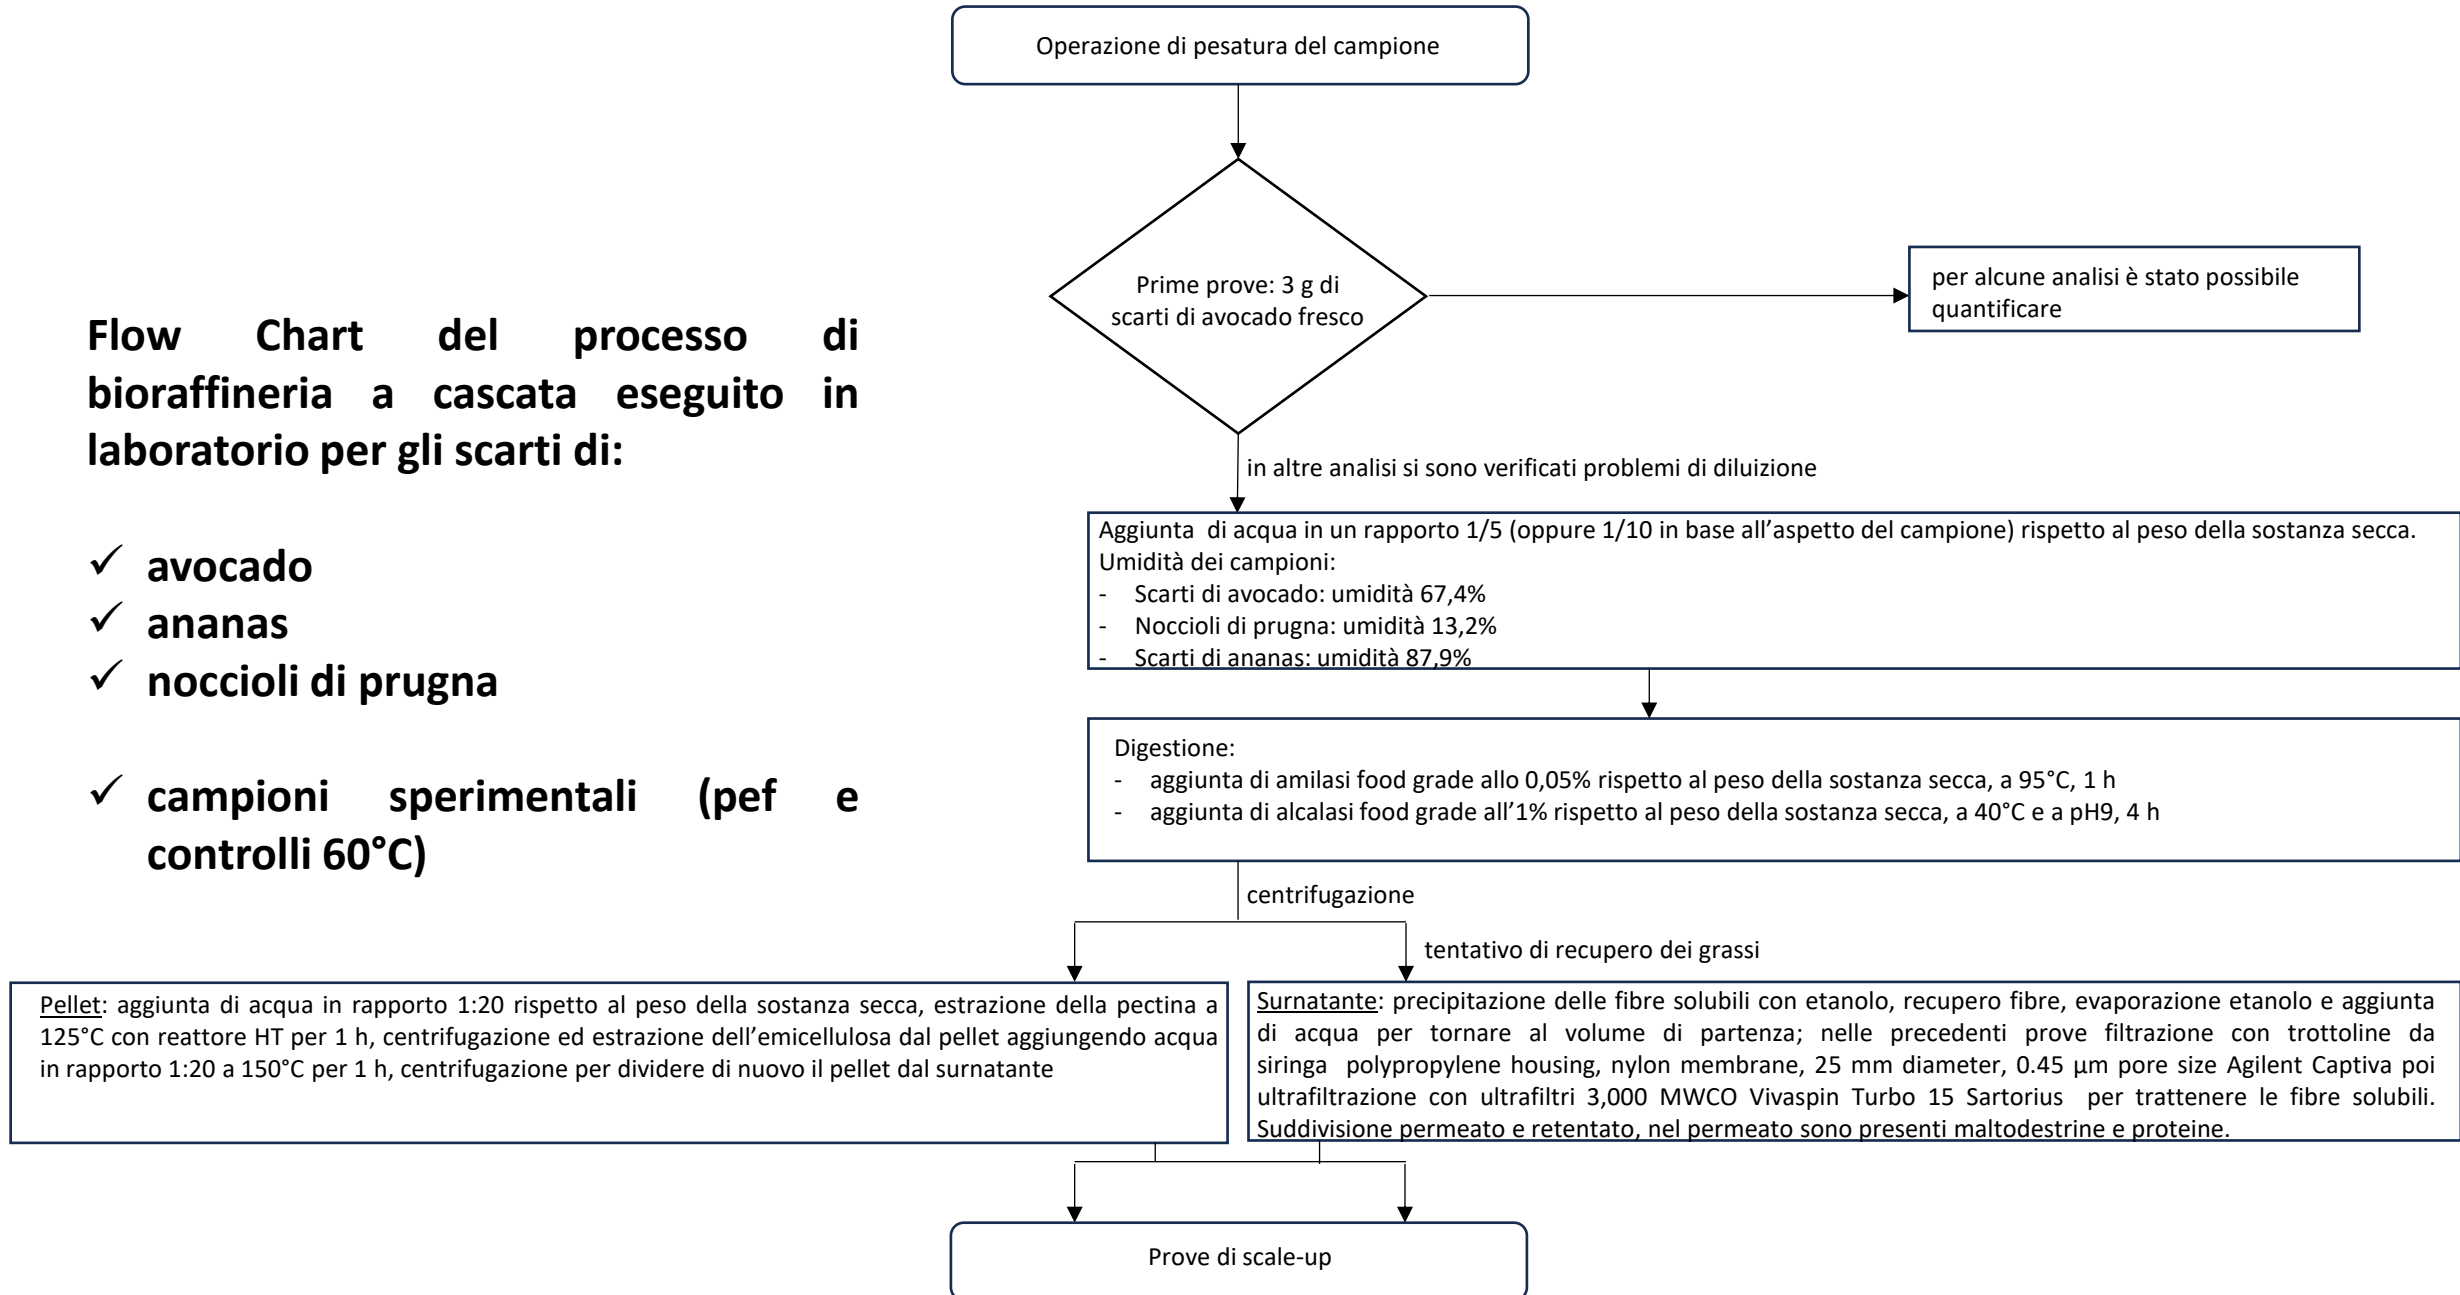 Operazione di pesatura del campione
Prime prove: 3 g di
scarti di avocado fresco
per alcune analisi è stato possibile
quantificare
Flow Chart del processo di
bioraffineria a cascata eseguito in
laboratorio per gli scarti di:
✓ avocado
✓ ananas
✓ noccioli di prugna
✓ campioni sperimentali (pef e
controlli 60°C)
in altre analisi si sono verificati problemi di diluizione
Aggiunta di acqua in un rapporto 1/5 (oppure 1/10 in base all’aspetto del campione) rispetto al peso della sostanza secca.
Umidità dei campioni:
- Scarti di avocado: umidità 67,4%
- Noccioli di prugna: umidità 13,2%
- Scarti di ananas: umidità 87,9%
Digestione:
- aggiunta di amilasi food grade allo 0,05% rispetto al peso della sostanza secca, a 95°C, 1 h
- aggiunta di alcalasi food grade all’1% rispetto al peso della sostanza secca, a 40°C e a pH9, 4 h
centrifugazione
tentativo di recupero dei grassi
Pellet: aggiunta di acqua in rapporto 1:20 rispetto al peso della sostanza secca, estrazione della pectina a
125°C con reattore HT per 1 h, centrifugazione ed estrazione dell’emicellulosa dal pellet aggiungendo acqua
in rapporto 1:20 a 150°C per 1 h, centrifugazione per dividere di nuovo il pellet dal surnatante
Surnatante: precipitazione delle fibre solubili con etanolo, recupero fibre, evaporazione etanolo e aggiunta
di acqua per tornare al volume di partenza; nelle precedenti prove filtrazione con trottoline da
siringa polypropylene housing, nylon membrane, 25 mm diameter, 0.45 µm pore size Agilent Captiva poi
ultrafiltrazione con ultrafiltri 3,000 MWCO Vivaspin Turbo 15 Sartorius per trattenere le fibre solubili.
Suddivisione permeato e retentato, nel permeato sono presenti maltodestrine e proteine.
Prove di scale-up